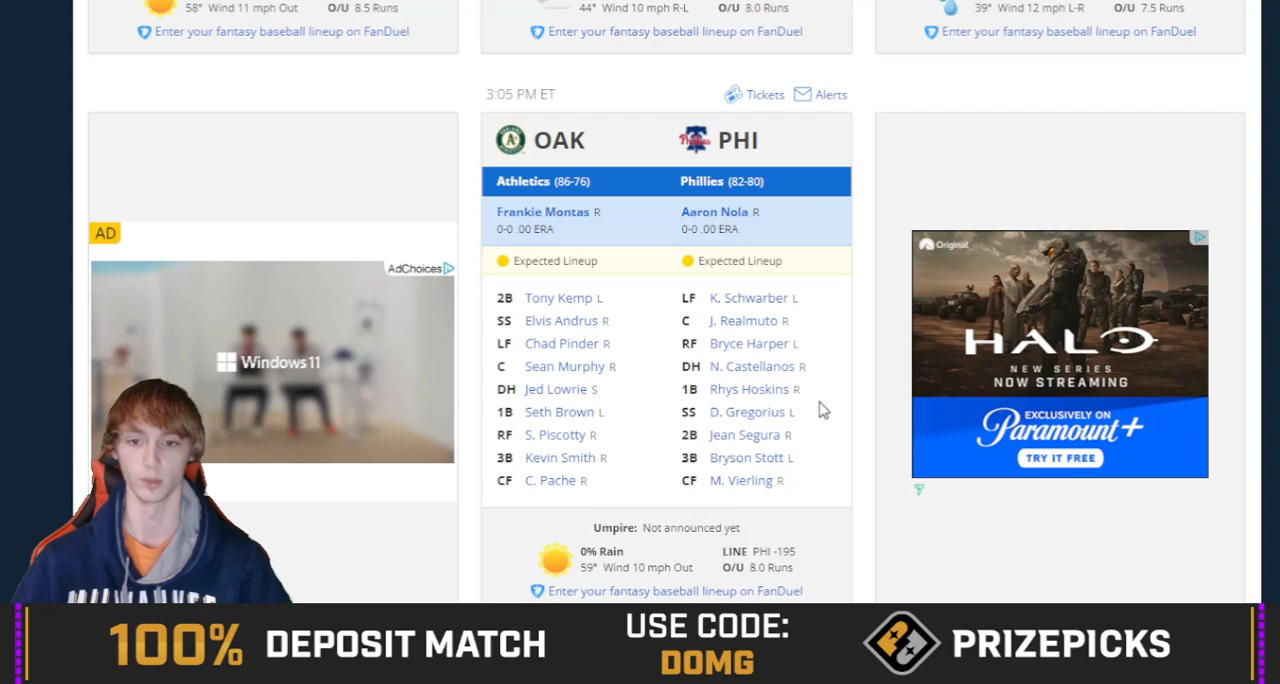 58° Wind 11 mph Out O/U 8.5 Runs
44° Wind 10 mph R-L O/U 8.0 Runs
39° Wind 12 mph L-R O/U 7.5 Runs
Enter your fantasy baseball lineup on FanDuel
Enter your fantasy baseball lineup on FanDuel
Enter your fantasy baseball lineup on FanDuel
3:05 PM ET Tickets Alerts
OAK PHI
Athletics (86-76) Phillies (82-80)
Frankie Montas R Aaron Nola R
0-0 .00 ERA 0-0 .00 ERA
Expected Lineup Expected Lineup
2B Tony Kemp L LF K. Schwarber L
SS Elvis Andrus R C J. Realmuto R
LF Chad Pinder R RF Bryce Harper L
C Sean Murphy R DH N. Castellanos R
DH Jed Lowrie S 1B Rhys Hoskins R
1B Seth Brown L SS D. Gregorius L
RF S. Piscotty R 2B Jean Segura R
3B Kevin Smith R 3B Bryson Stott L
CF C. Pache R CF M. Vierling R
Umpire: Not announced yet
0% Rain LINE PHI -195
59° Wind 10 mph Out O/U 8.0 Runs
Enter your fantasy baseball lineup on FanDuel
AD
AdChoices
Windows 11
Original
HALO
NEW SERIES
NOW STREAMING
EXCLUSIVELY ON
Paramount+
TRY IT FREE
MILWAUKEE
100% DEPOSIT MATCH
USE CODE:
DOMG
PRIZEPICKS